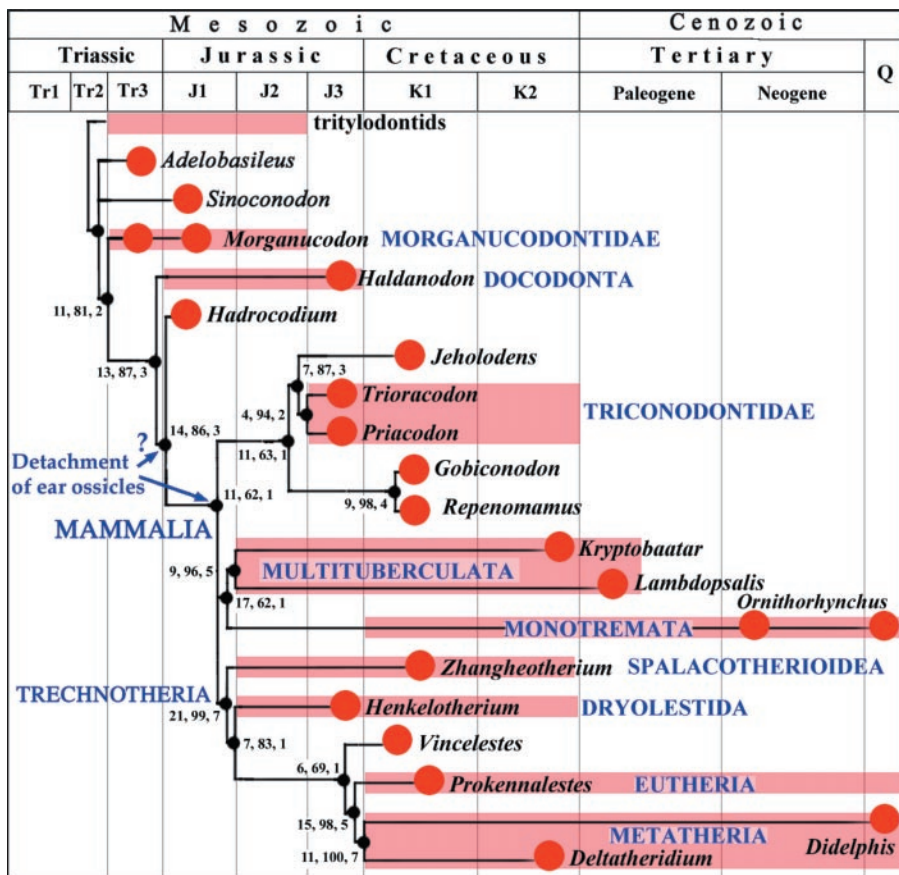 M e s o z o i c Cenozoic
Triassic Jurassic Cretaceous Tertiary Q
Tr1 Tr2 Tr3 J1 J2 J3 K1 K2 Paleogene Neogene
tritylodontids
Adelobasileus
Sinoconodon
Morganucodon MORGANUCODONTIDAE
Haldanodon DOCODONTA
11, 81, 2
Hadrocodium
Jeholodens
7, 87, 3
13, 87, 3
Trioracodon
4, 94, 2
TRICONODONTIDAE
Priacodon
14, 86, 3
?
11, 63, 1
Detachment
of ear ossicles
Gobiconodon
9, 98, 4
11, 62, 1
Repenomamus
MAMMALIA
Kryptobaatar
9, 96, 5
MULTITUBERCULATA
Lambdopsalis
17, 62, 1
Ornithorhynchus
MONOTREMATA
Zhangheotherium SPALACOTHERIOIDEA
TRECHNOTHERIA
21, 99, 7
Henkelotherium DRYOLESTIDA
7, 83, 1
Vincelestes
6, 69, 1
Prokennalestes EUTHERIA
15, 98, 5
METATHERIA
Didelphis
11, 100, 7
Deltatheridium